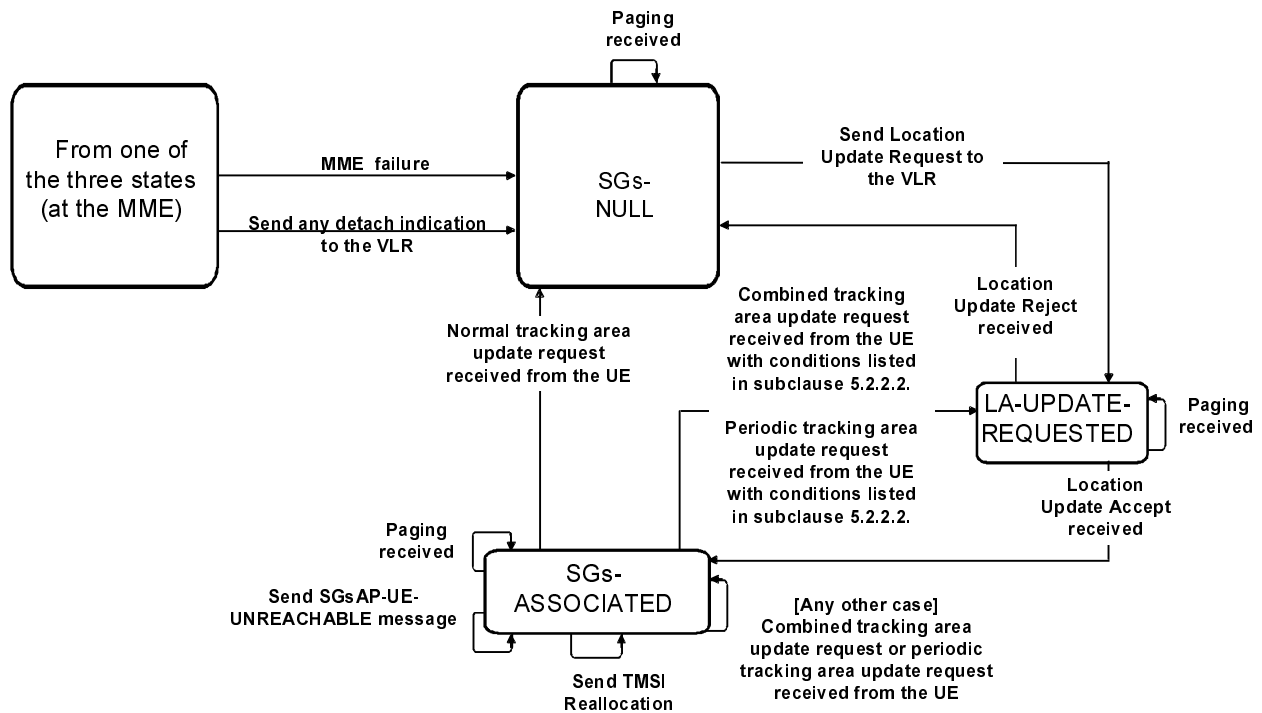 Paging
received
From one of
the three states
(at the MME)
MME failure
Send any detach indication
to the VLR
SGs-
NULL
Send Location
Update Request to
the VLR
Location
Update Reject
received
Normal tracking area
update request
received from the UE
Combined tracking
area update request
received from the UE
with conditions listed
in subclause 5.2.2.2.
Periodic tracking area
update request
received from the UE
with conditions listed
in subclause 5.2.2.2.
LA-UPDATE-
REQUESTED
Paging
received
Location
Update Accept
received
Paging
received
Send SGsAP-UE-
UNREACHABLE message
SGs-
ASSOCIATED
Send TMSI
Reallocation
[Any other case]
Combined tracking area
update request or periodic
tracking area update request
received from the UE